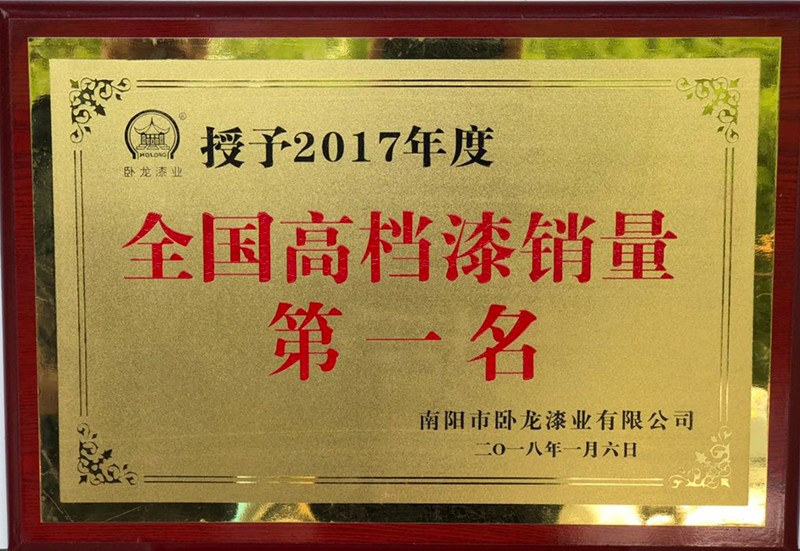 WOLONG
®
卧龙漆业
授予2017年度
全国高档漆销量
第一名
南阳市卧龙漆业有限公司
二〇一八年一月六日